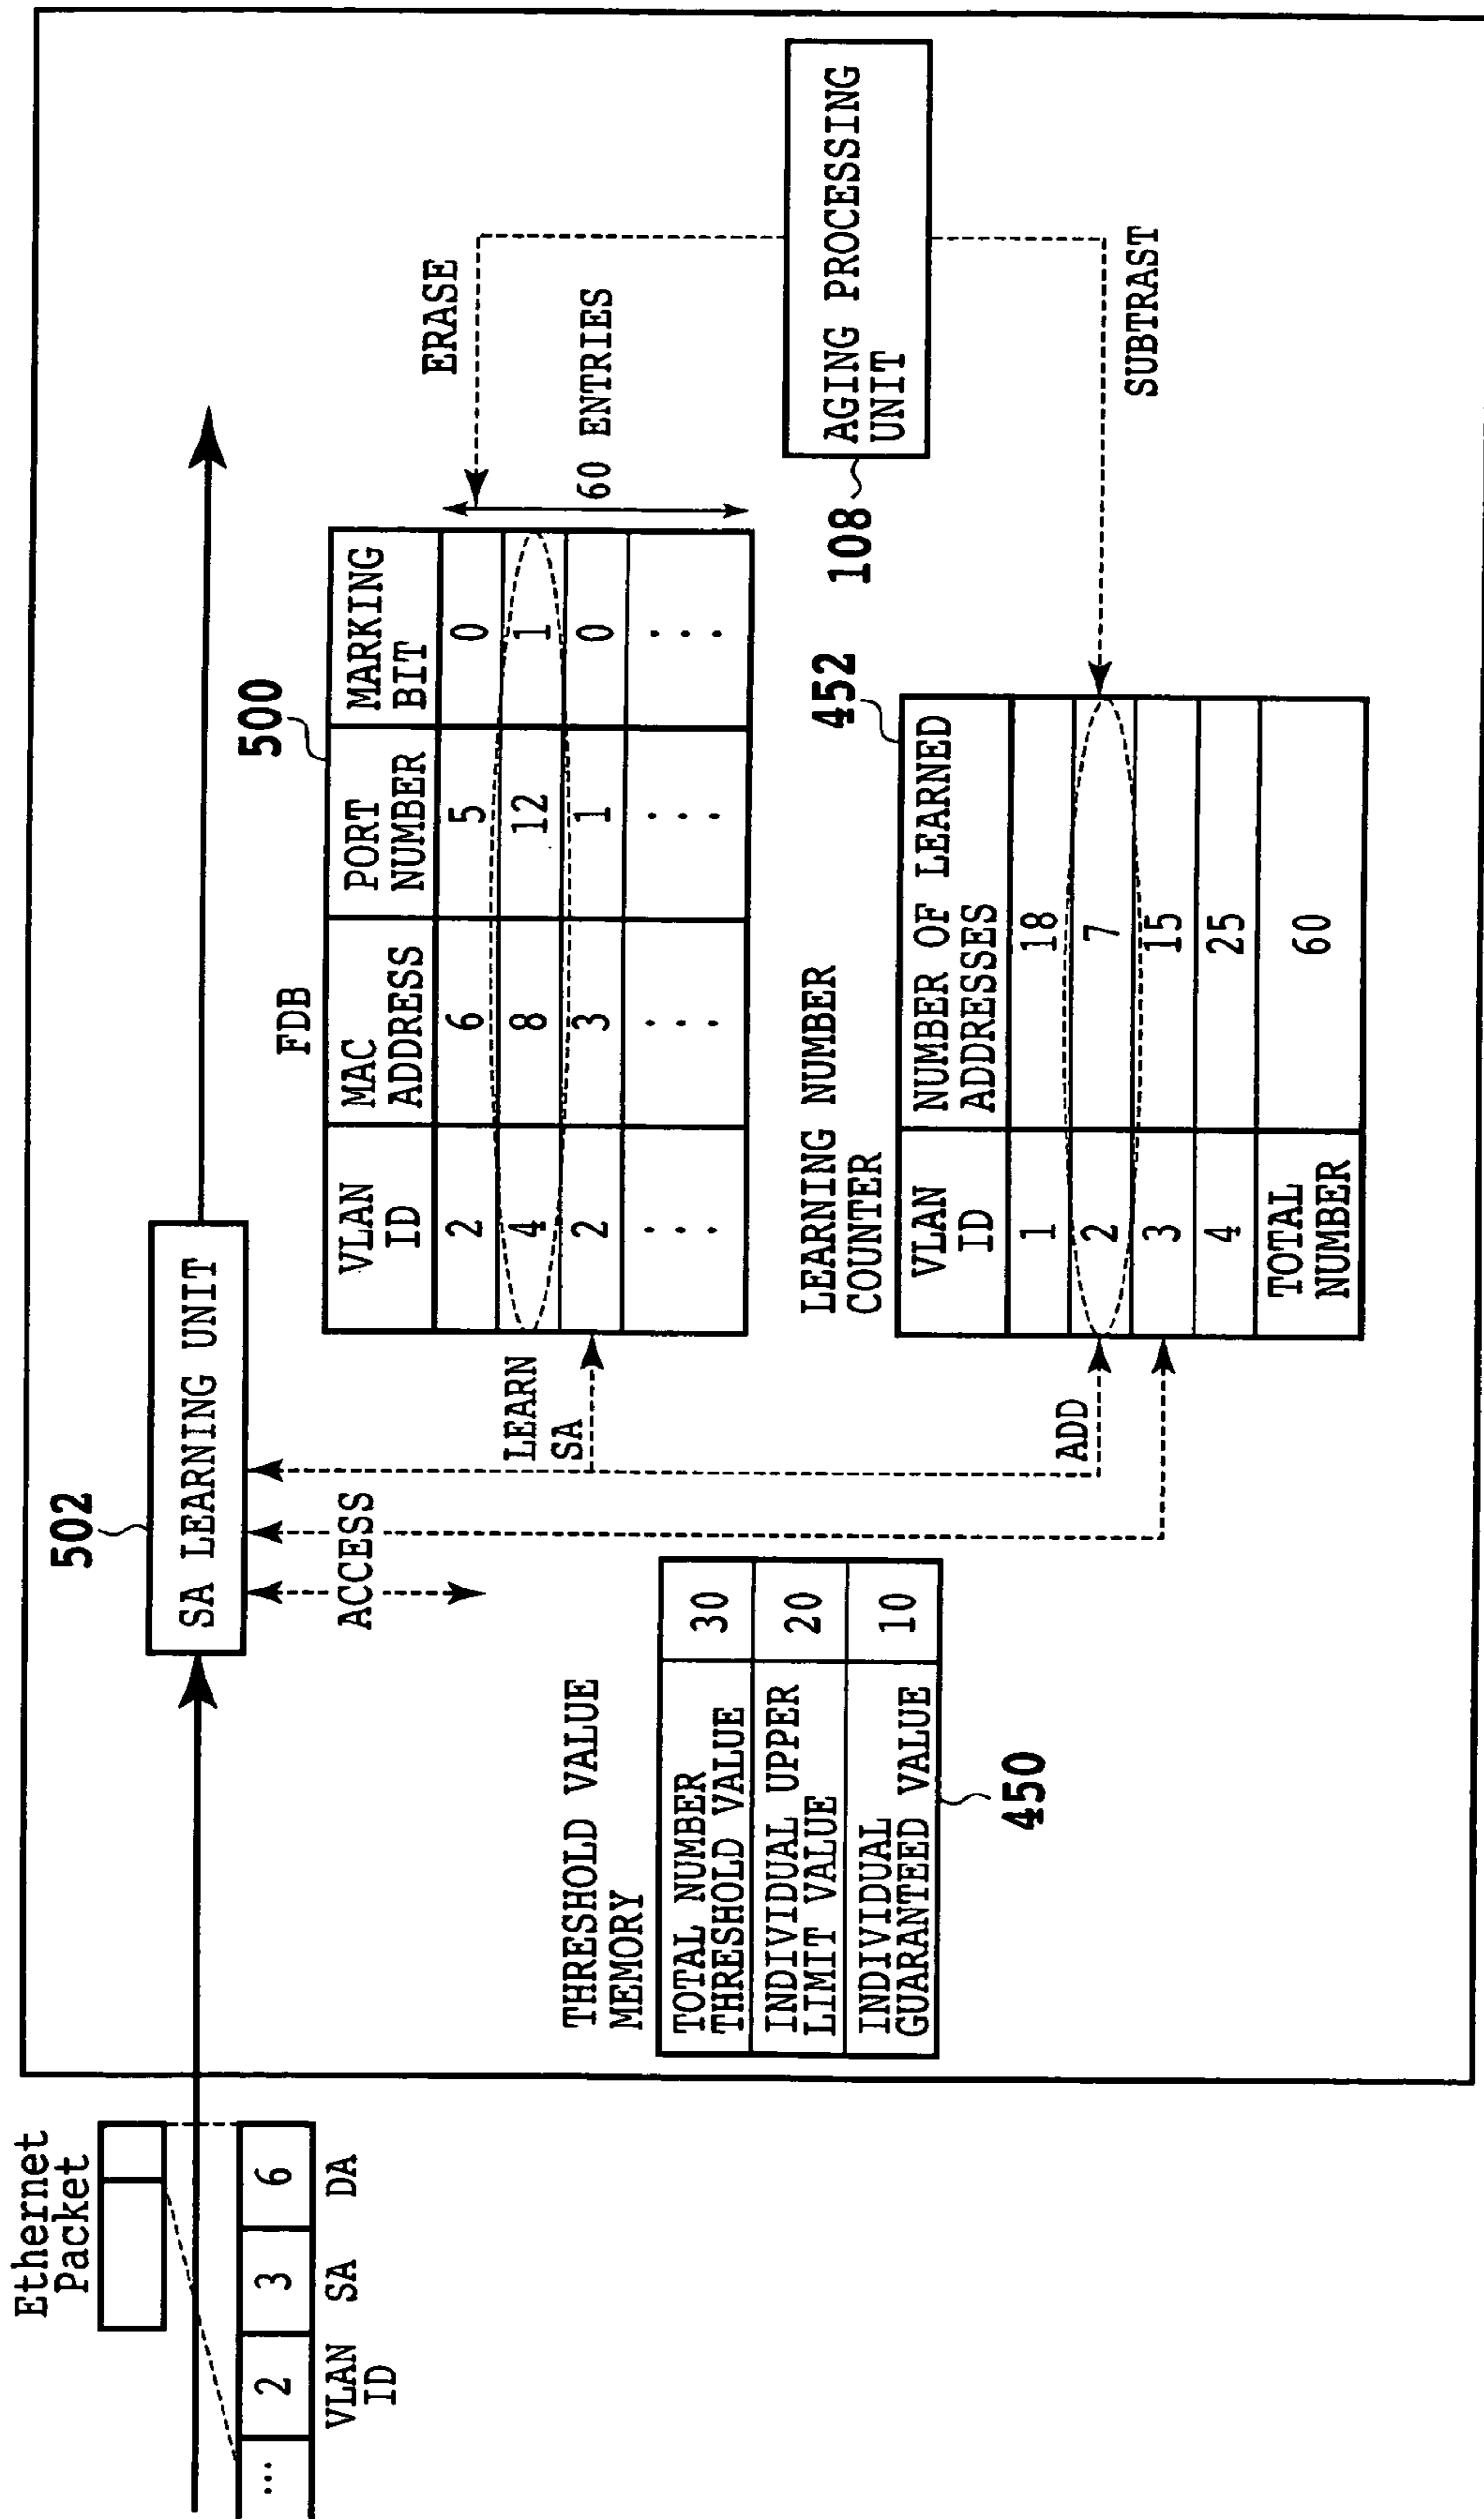 Ethernet
Packet
... 2 3 6
VLAN ID
SA
DA
502
SA LEARNING UNIT
ACCESS
LEARN
SA
ADD
THRESHOLD VALUE
MEMORY
TOTAL NUMBER
THRESHOLD VALUE
30
INDIVIDUAL UPPER
LIMIT VALUE
20
INDIVIDUAL
GUARANTEED VALUE
10
450
FDB
500
VLAN
ID
MAC
ADDRESS
PORT
NUMBER
MARKING
BIT
2 6 5 0
4 8 12 1
2 3 1 0
... ... ... ...
60 ENTRIES
ERASE
AGING PROCESSING
UNIT
108
SUBTRAST
LEARNING NUMBER
COUNTER
452
VLAN
ID
NUMBER OF LEARNED
ADDRESSES
1 18
2 7
3 15
4 25
TOTAL
NUMBER
60